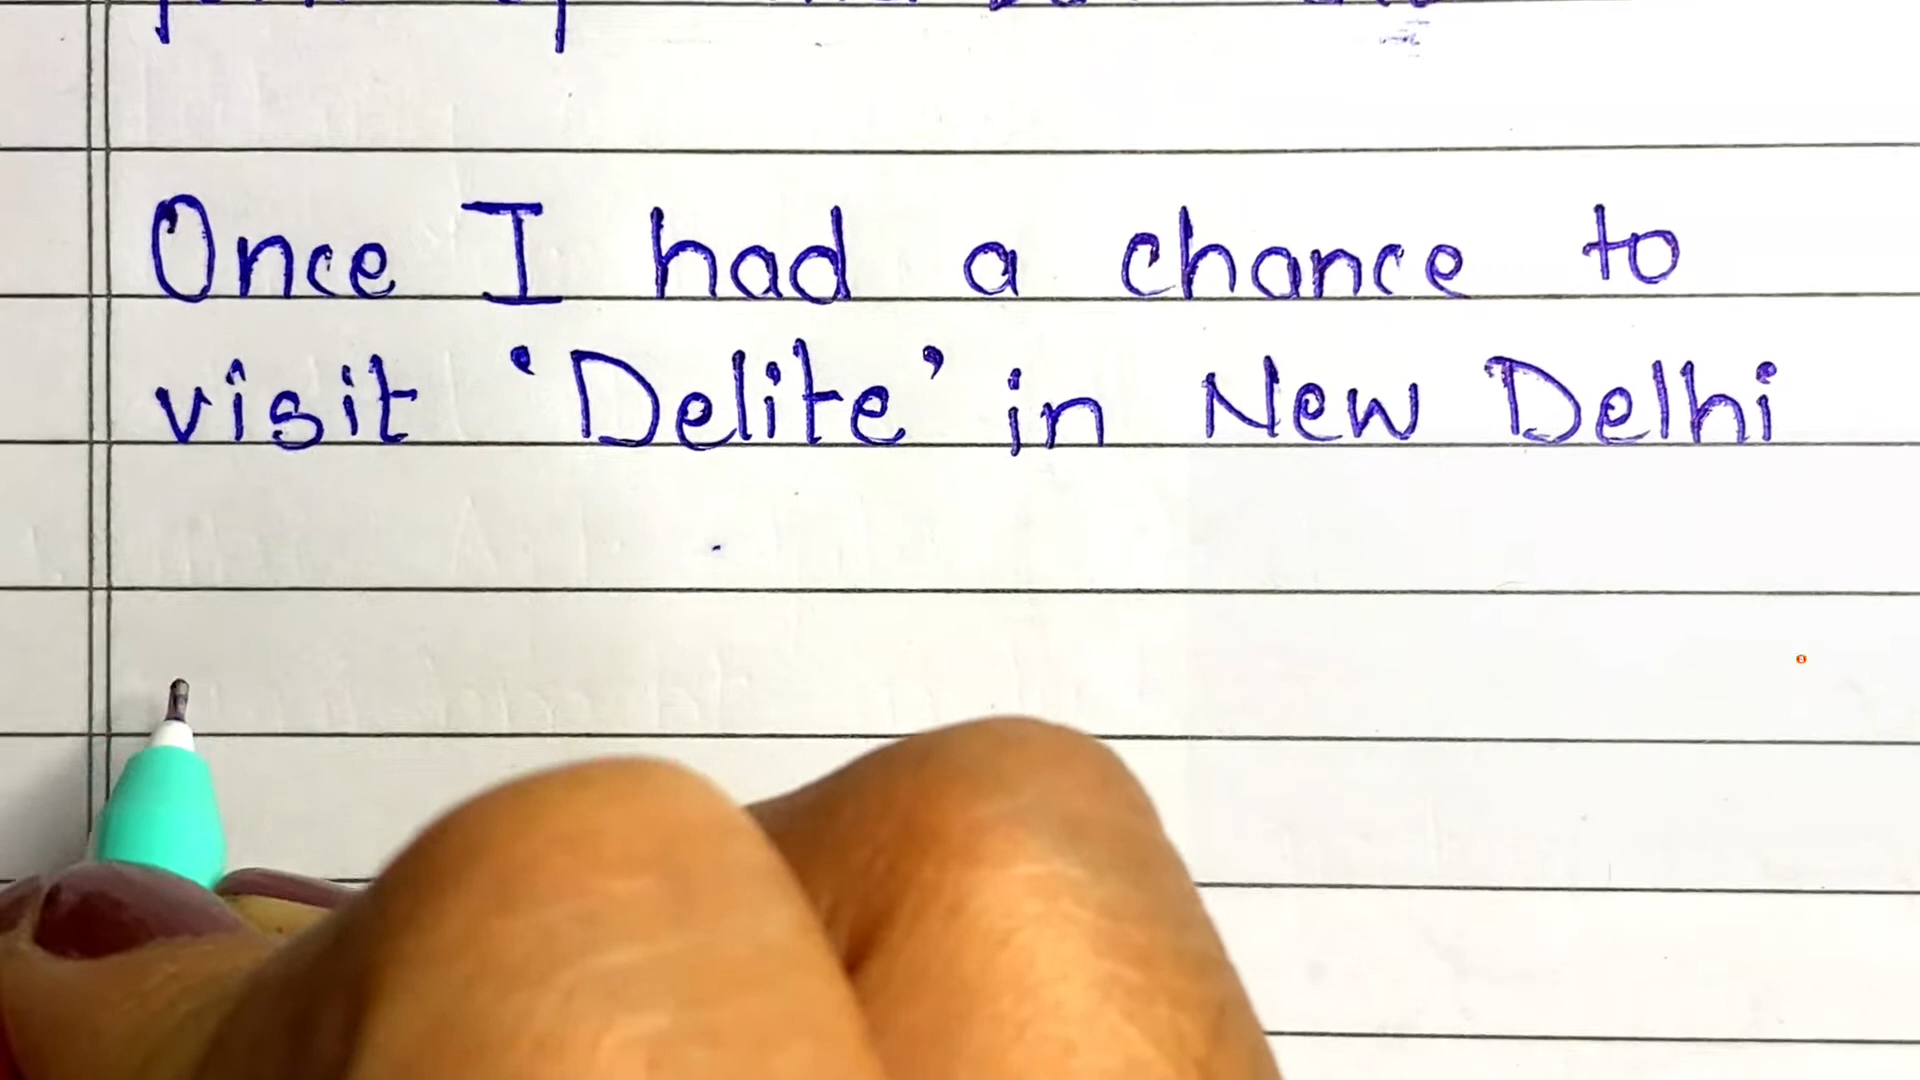 Once I had a chance to
visit ‘Delite’ in New Delhi